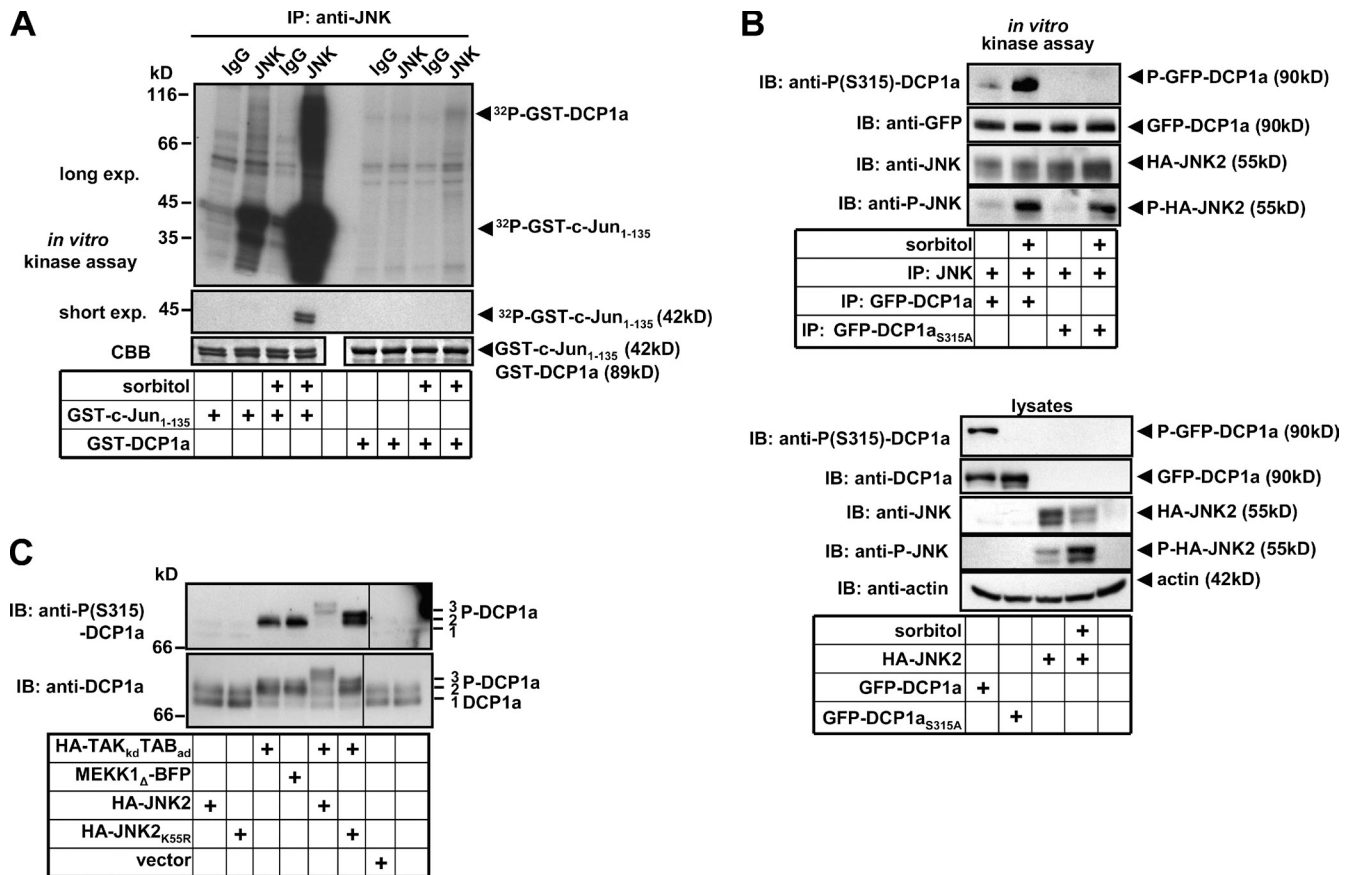 A
IP: anti-JNK
IgG JNK IgG JNK IgG JNK IgG JNK
kD
116
66
45
35
long exp.
in vitro
kinase assay
32P-GST-DCP1a
32P-GST-c-Jun1-135
short exp. 45 32P-GST-c-Jun1-135 (42kD)
CBB GST-c-Jun1-135 (42kD)
GST-DCP1a (89kD)
sorbitol + + + +
GST-c-Jun1-135 + + + +
GST-DCP1a + + + +
B
in vitro
kinase assay
IB: anti-P(S315)-DCP1a P-GFP-DCP1a (90kD)
IB: anti-GFP GFP-DCP1a (90kD)
IB: anti-JNK HA-JNK2 (55kD)
IB: anti-P-JNK P-HA-JNK2 (55kD)
sorbitol + +
IP: JNK + + + +
IP: GFP-DCP1a + +
IP: GFP-DCP1aS315A + +
lysates
IB: anti-P(S315)-DCP1a P-GFP-DCP1a (90kD)
IB: anti-DCP1a GFP-DCP1a (90kD)
IB: anti-JNK HA-JNK2 (55kD)
IB: anti-P-JNK P-HA-JNK2 (55kD)
IB: anti-actin actin (42kD)
sorbitol +
HA-JNK2 + +
GFP-DCP1a +
GFP-DCP1aS315A +
C
kD
IB: anti-P(S315)
-DCP1a
66
3
2 P-DCP1a
1
IB: anti-DCP1a
66
3 P-DCP1a
2
1 DCP1a
HA-TAKkdTABad + + +
MEKK1Δ-BFP +
HA-JNK2 + +
HA-JNK2K55R + +
vector +